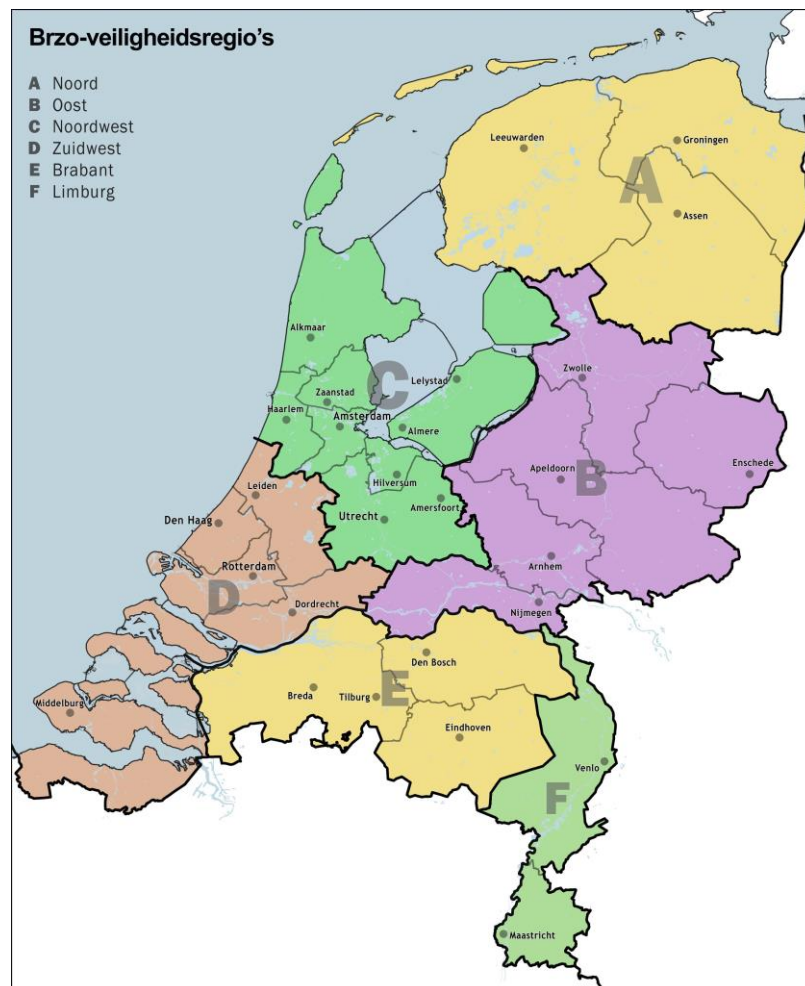 Brzo-veiligheidsregio's
A Noord
B Oost
C Noordwest
D Zuidwest
E Brabant
F Limburg
Leeuwarden
Groningen
A
Assen
Alkmaar
Zwolle
Lelystad
C
Zaanstad
Haarlem
Amsterdam
Almere
Hilversum
Apeldoorn
B
Enschede
Leiden
Amersfoort
Den Haag
Utrecht
Arnhem
Rotterdam
D
Dordrecht
Nijmegen
Den Bosch
Middelburg
Breda
Tilburg
E
Eindhoven
Venlo
F
Maastricht